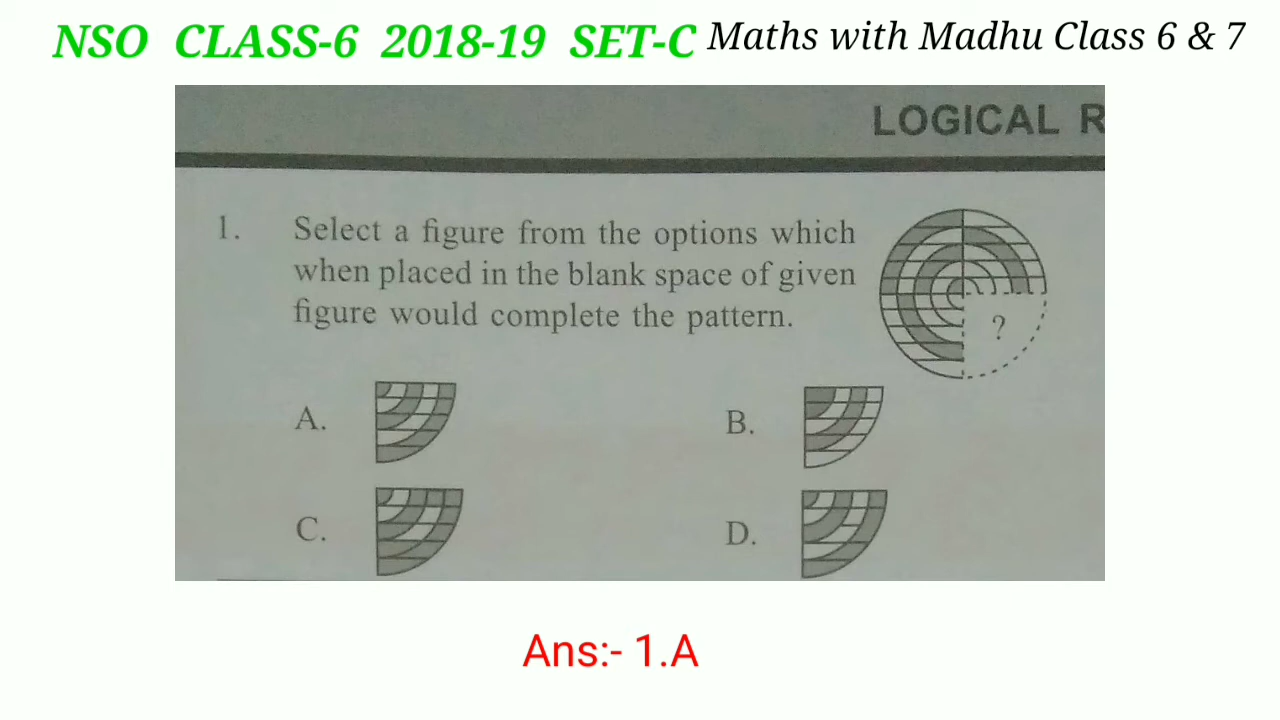 NSO CLASS-6 2018-19 SET-C Maths with Madhu Class 6 & 7
LOGICAL R
1. Select a figure from the options which
when placed in the blank space of given
figure would complete the pattern.
?
A. B.
C. D.
Ans:- 1.A